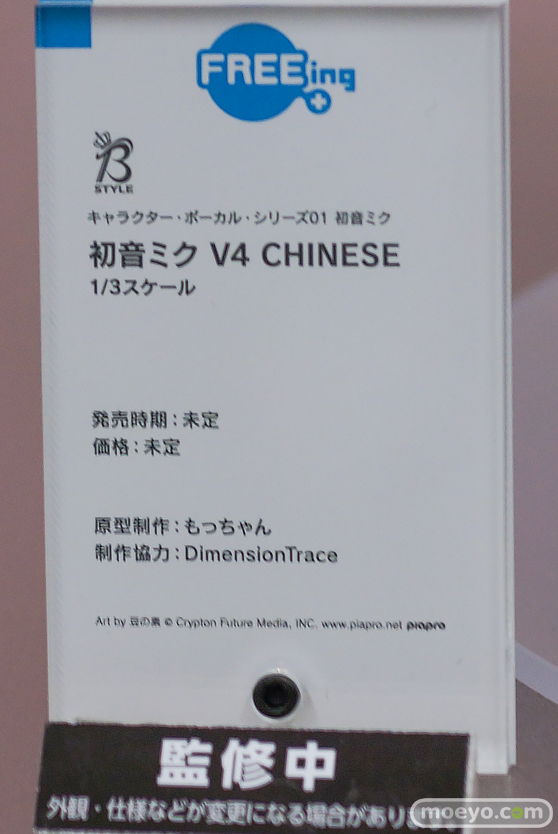 FREEing
B
STYLE
キャラクター・ボーカル・シリーズ01 初音ミク
初音ミク V4 CHINESE
1/3スケール
発売時期：未定
価格：未定
原型制作：もっちゃん
制作協力：DimensionTrace
Art by 豆の素 © Crypton Future Media, INC. www.piapro.net piapro
監修中
外観・仕様などが変更になる場合があり
moeyo.com